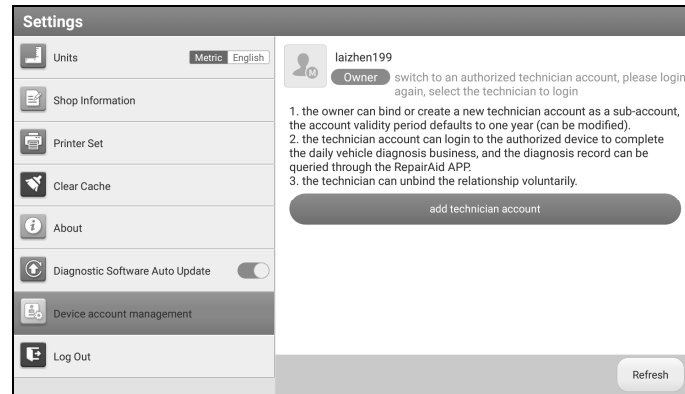 Settings
Units
Metric English
Shop Information
Printer Set
Clear Cache
About
Diagnostic Software Auto Update
Device account management
Log Out
laizhen199
M
Owner switch to an authorized technician account, please login
again, select the technician to login
1. the owner can bind or create a new technician account as a sub-account,
the account validity period defaults to one year (can be modified).
2. the technician account can login to the authorized device to complete
the daily vehicle diagnosis business, and the diagnosis record can be
queried through the RepairAid APP.
3. the technician can unbind the relationship voluntarily.
add technician account
Refresh